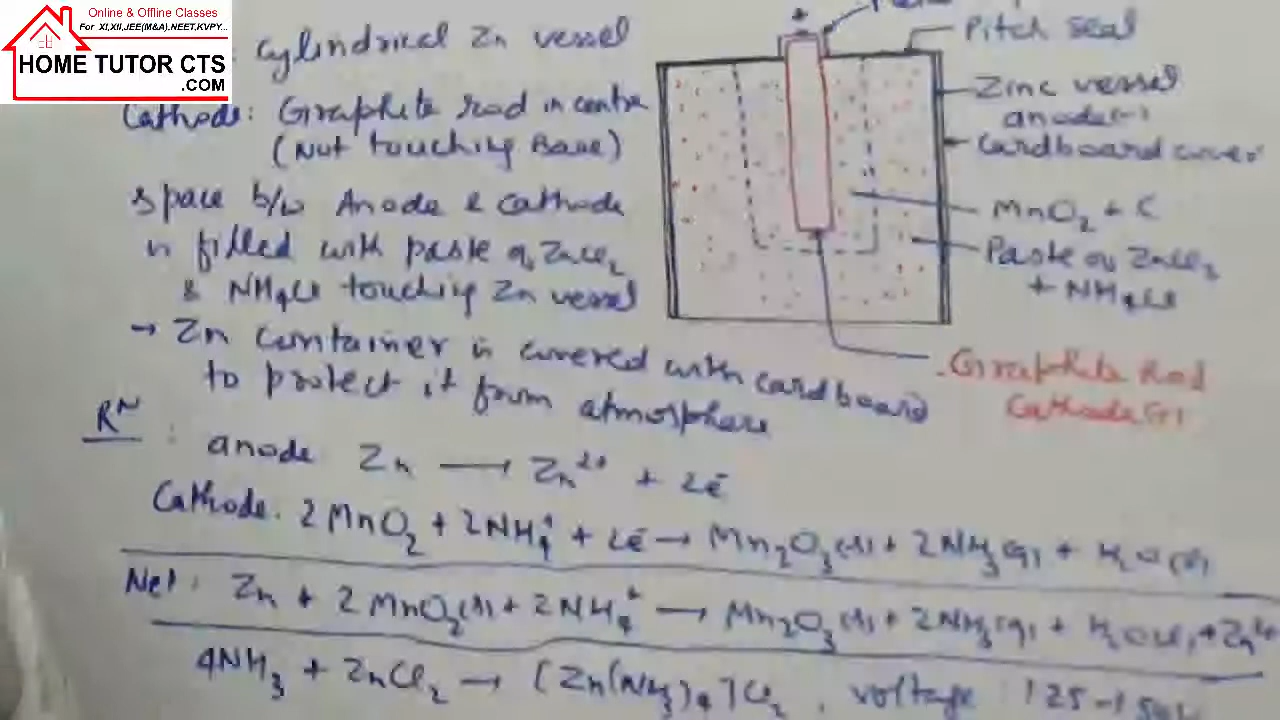 Online & Offline Classes
For XI,XII,JEE(M&A).NEET,KVPY...
HOME TUTOR CTS
.COM
cylindrical Zn vessel
Cathode: Graphite rod in centre
(Not touching Base)
space b/w Anode & cathode
is filled with paste of ZnCl₂
& NH₄Cl touching Zn vessel
→ Zn container is covered with cardboard
to protect it from atmosphere
+
Pitch seal
Zinc vessel
anode(-)
Cardboard cover
MnO₂ + C
Paste of ZnCl₂
+ NH₄Cl
Graphite Rod
Cathode(+)
Rⁿ : anode Zn → Zn²⁺ + 2e⁻
Cathode. 2MnO₂ + 2NH₄⁺ + 2e⁻ → Mn₂O₃(s) + 2NH₃(g) + H₂O(l)
Net: Zn + 2MnO₂(s) + 2NH₄⁺ → Mn₂O₃(s) + 2NH₃(g) + H₂O(l) + Zn²⁺
4NH₃ + ZnCl₂ → [Zn(NH₃)₄]Cl₂, voltage :